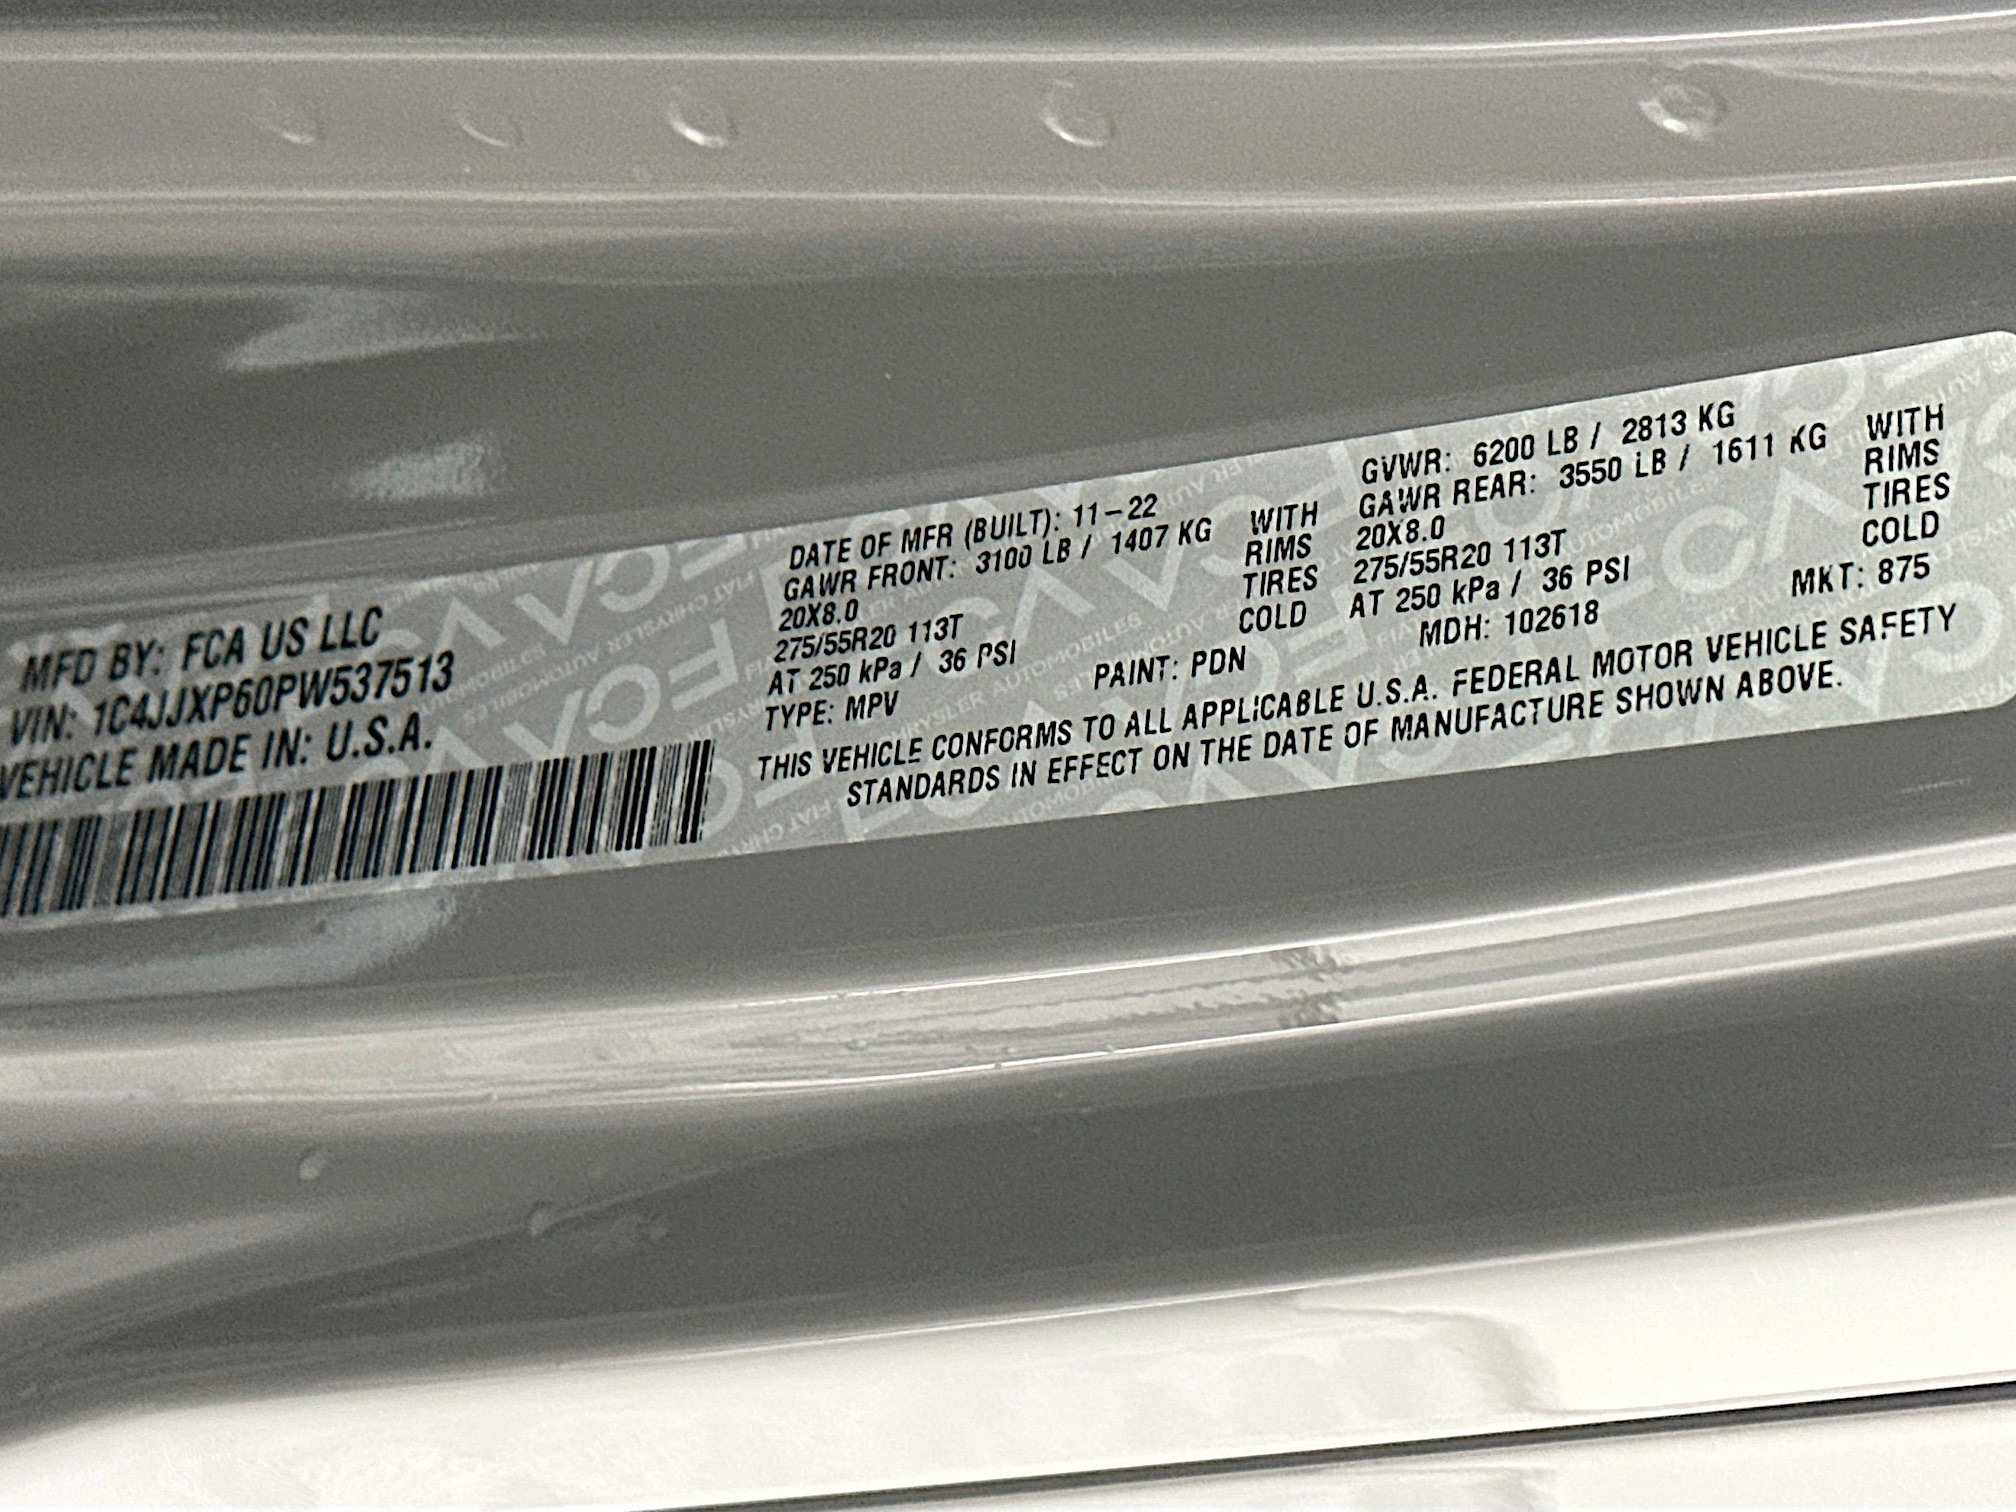 MFD BY: FCA US LLC
VIN: 1C4JJXP60PW537513
VEHICLE MADE IN: U.S.A.
DATE OF MFR (BUILT): 11-22
GAWR FRONT: 3100 LB / 1407 KG WITH
20X8.0 RIMS
275/55R20 113T TIRES
AT 250 kPa / 36 PSI COLD
TYPE: MPV
PAINT: PDN
GVWR: 6200 LB / 2813 KG
GAWR REAR: 3550 LB / 1611 KG WITH
20X8.0 RIMS
275/55R20 113T TIRES
AT 250 kPa / 36 PSI COLD
MDH: 102618
MKT: 875
THIS VEHICLE CONFORMS TO ALL APPLICABLE U.S.A. FEDERAL MOTOR VEHICLE SAFETY
STANDARDS IN EFFECT ON THE DATE OF MANUFACTURE SHOWN ABOVE.